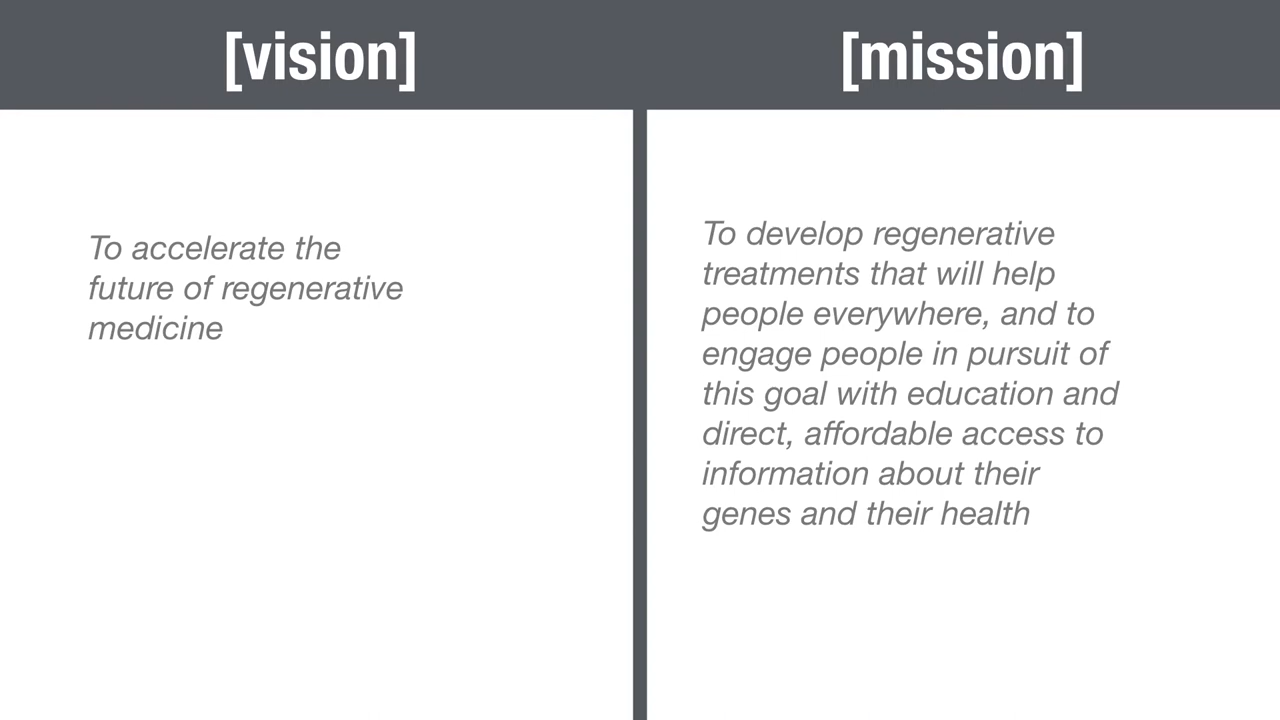 [vision]
To accelerate the
future of regenerative
medicine
[mission]
To develop regenerative
treatments that will help
people everywhere, and to
engage people in pursuit of
this goal with education and
direct, affordable access to
information about their
genes and their health